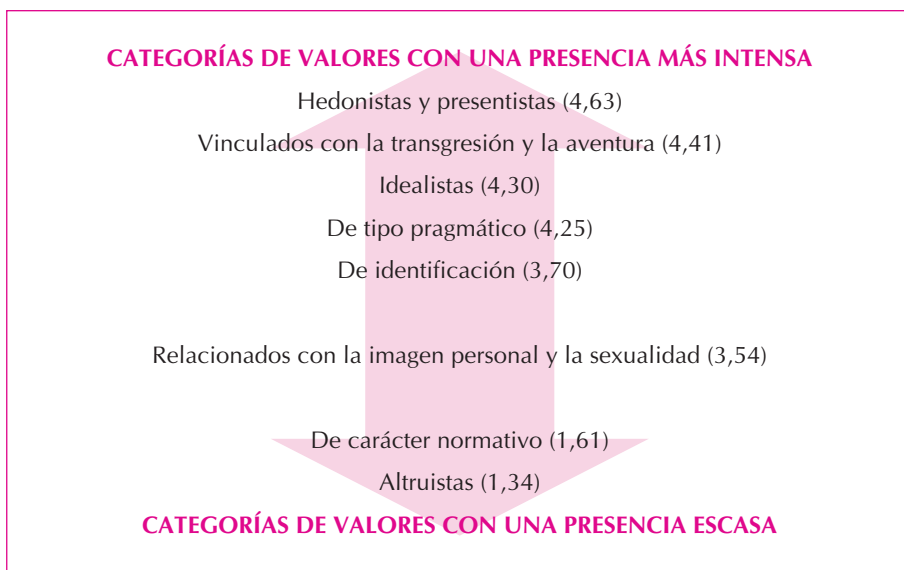 CATEGORÍAS DE VALORES CON UNA PRESENCIA MÁS INTENSA
Hedonistas y presentistas (4,63)
Vinculados con la transgresión y la aventura (4,41)
Idealistas (4,30)
De tipo pragmático (4,25)
De identificación (3,70)
Relacionados con la imagen personal y la sexualidad (3,54)
De carácter normativo (1,61)
Altruistas (1,34)
CATEGORÍAS DE VALORES CON UNA PRESENCIA ESCASA